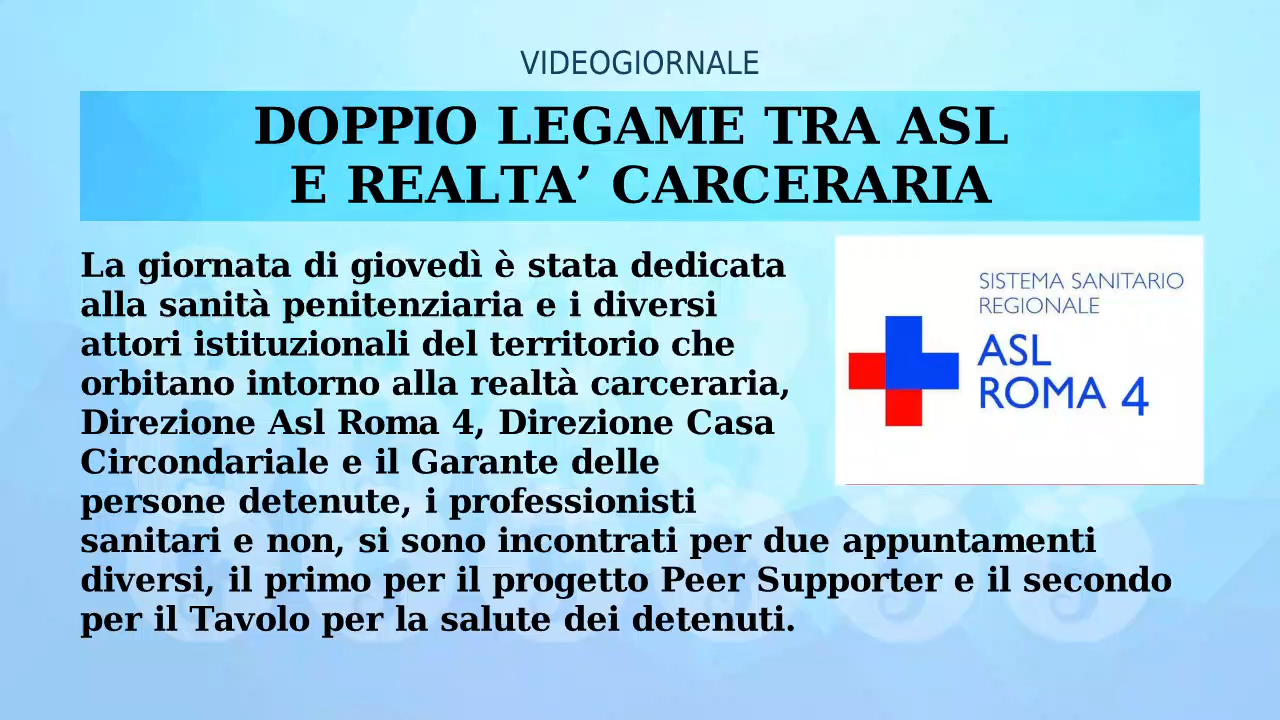 VIDEOGIORNALE
DOPPIO LEGAME TRA ASL
E REALTA’ CARCERARIA
La giornata di giovedì è stata dedicata
alla sanità penitenziaria e i diversi
attori istituzionali del territorio che
orbitano intorno alla realtà carceraria,
Direzione Asl Roma 4, Direzione Casa
Circondariale e il Garante delle
persone detenute, i professionisti
sanitari e non, si sono incontrati per due appuntamenti
diversi, il primo per il progetto Peer Supporter e il secondo
per il Tavolo per la salute dei detenuti.
SISTEMA SANITARIO
REGIONALE
ASL
ROMA 4